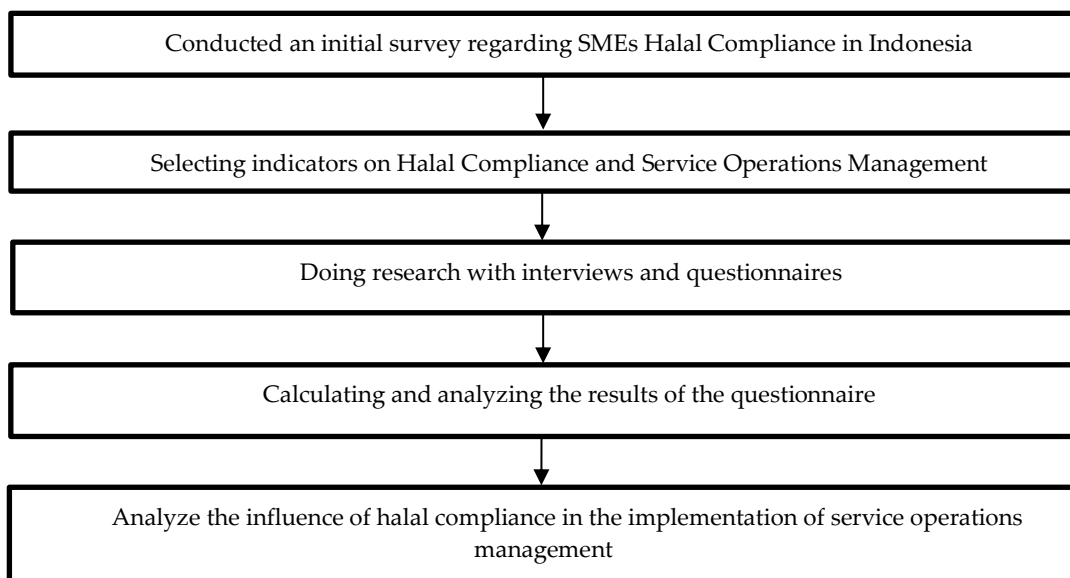 Conducted an initial survey regarding SMEs Halal Compliance in Indonesia
Selecting indicators on Halal Compliance and Service Operations Management
Doing research with interviews and questionnaires
Calculating and analyzing the results of the questionnaire
Analyze the influence of halal compliance in the implementation of service operations
management